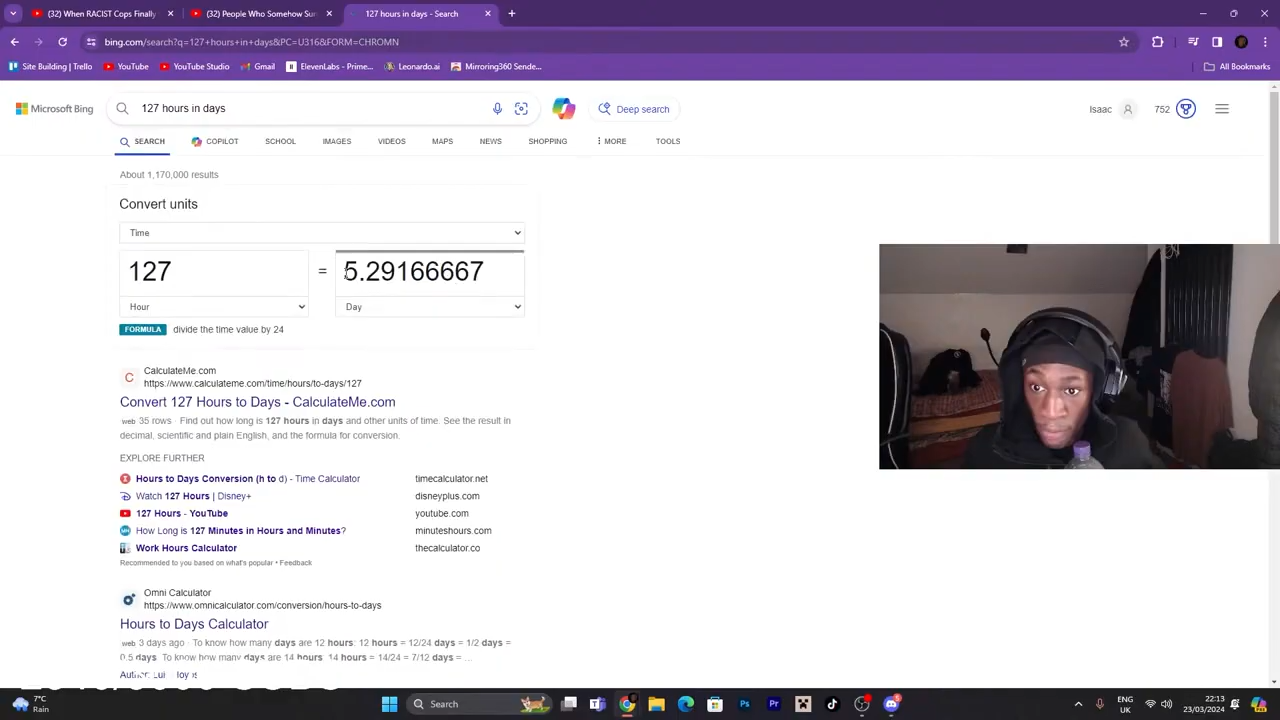 (32) When RACIST Cops Finally
(32) People Who Somehow Sur
127 hours in days - Search
bing.com/search?q=127+hours+in+days&PC=U316&FORM=CHROMN
Site Building | Trello
YouTube
YouTube Studio
Gmail
ElevenLabs - Prime...
Leonardo.ai
Mirroring360 Sende...
All Bookmarks
Microsoft Bing
127 hours in days
Deep search
Isaac
752
SEARCH
COPILOT
SCHOOL
IMAGES
VIDEOS
MAPS
NEWS
SHOPPING
MORE
TOOLS
About 1,170,000 results
Convert units
Time
127 = 5.29166667
Hour
Day
FORMULA divide the time value by 24
CalculateMe.com
https://www.calculateme.com/time/hours/to-days/127
Convert 127 Hours to Days - CalculateMe.com
web 35 rows · Find out how long is 127 hours in days and other units of time. See the result in
decimal, scientific and plain English, and the formula for conversion.
EXPLORE FURTHER
Hours to Days Conversion (h to d) - Time Calculator timecalculator.net
Watch 127 Hours | Disney+ disneyplus.com
127 Hours - YouTube youtube.com
How Long is 127 Minutes in Hours and Minutes? minuteshours.com
Work Hours Calculator thecalculator.co
Recommended to you based on what's popular • Feedback
Omni Calculator
https://www.omnicalculator.com/conversion/hours-to-days
Hours to Days Calculator
web 3 days ago · To know how many days are 12 hours: 12 hours = 12/24 days = 1/2 days =
0.5 days. To know how many days are 14 hours: 14 hours = 14/24 = 7/12 days = ...
7°C
Rain
Search
ENG
UK
22:13
23/03/2024